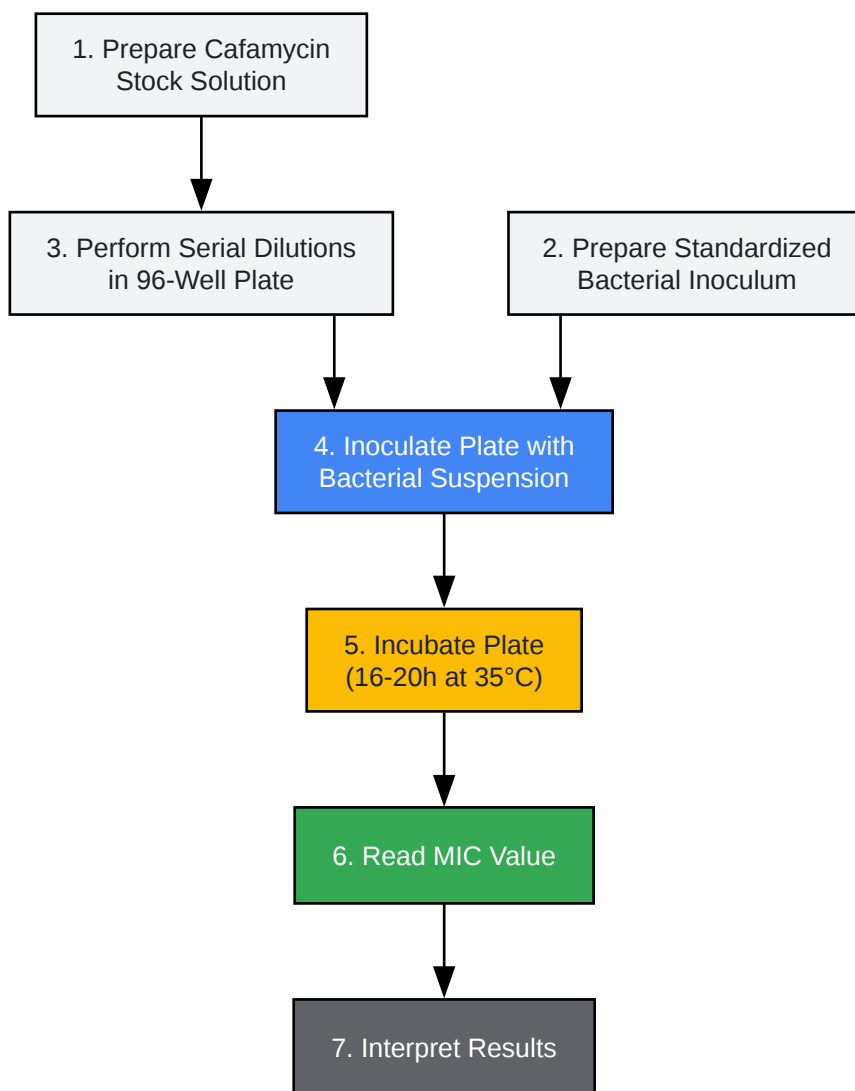 1. Prepare Cafamycin
Stock Solution
3. Perform Serial Dilutions
in 96-Well Plate
2. Prepare Standardized
Bacterial Inoculum
4. Inoculate Plate with
Bacterial Suspension
5. Incubate Plate
(16-20h at 35°C)
6. Read MIC Value
7. Interpret Results